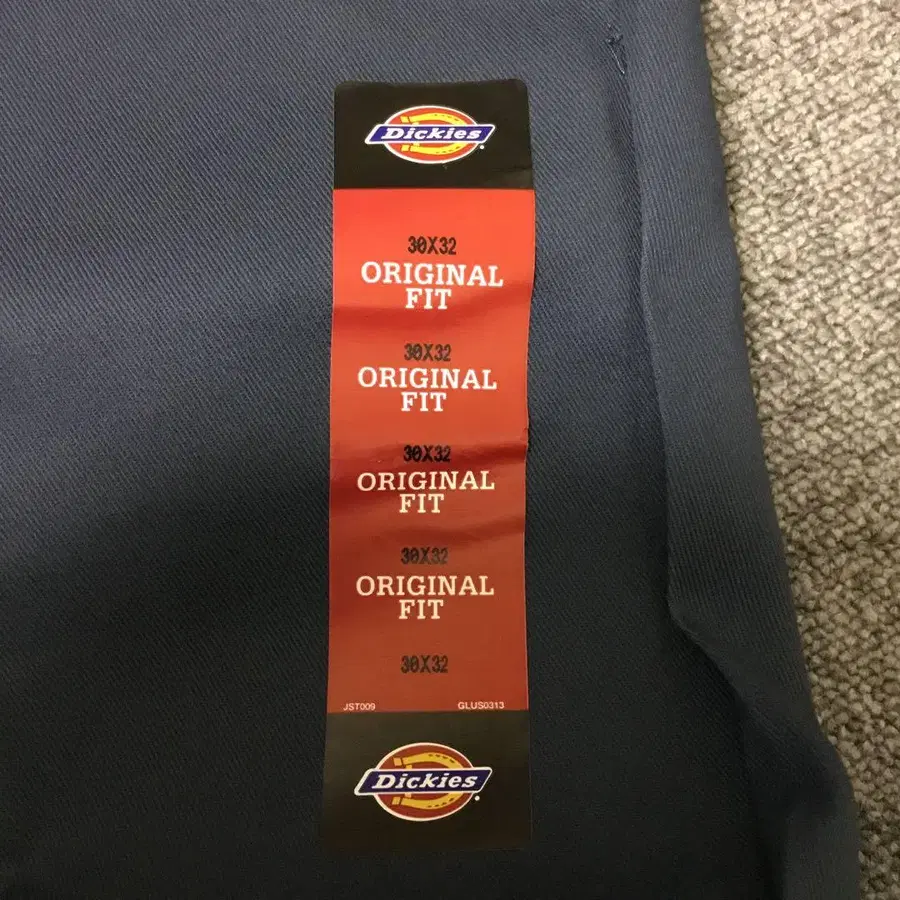 Dickies
30X32
ORIGINAL
FIT
30X32
ORIGINAL
FIT
30X32
ORIGINAL
FIT
30X32
ORIGINAL
FIT
30X32
JST009 GLUS0313
Dickies